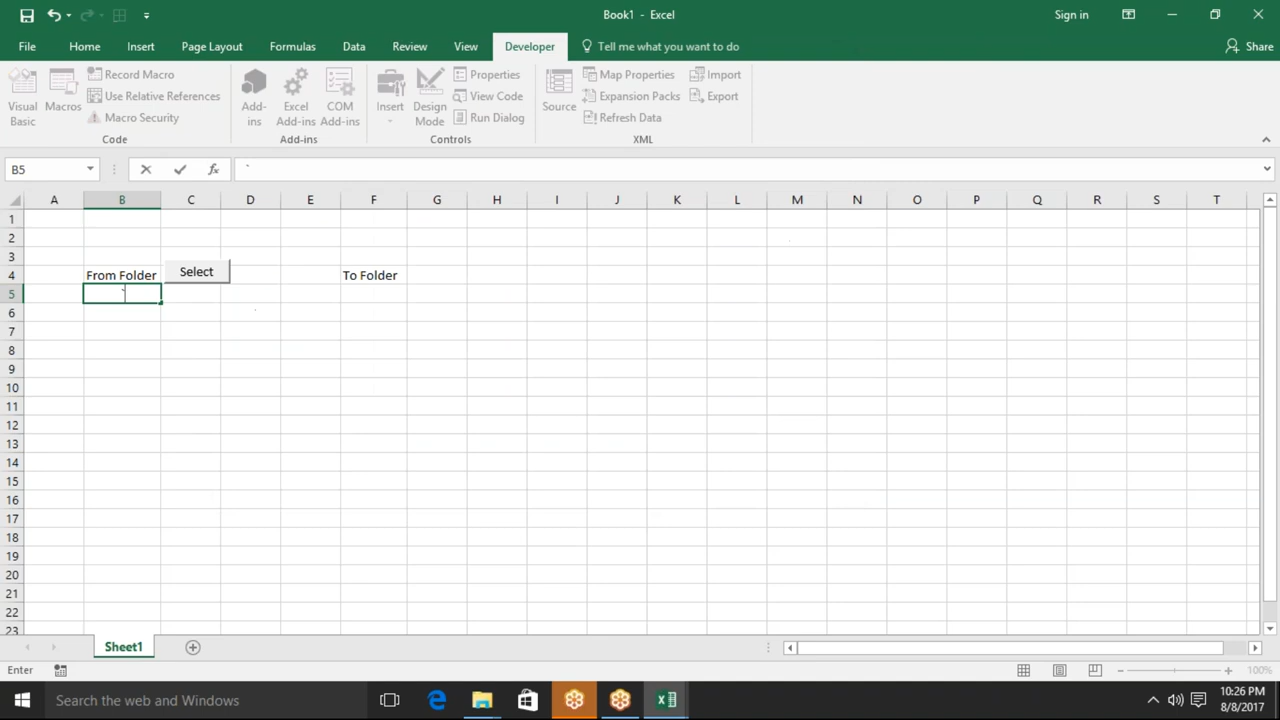 Book1 - Excel
Sign in
File Home Insert Page Layout Formulas Data Review View Developer Tell me what you want to do Share
Visual Basic
Macros
Record Macro
Use Relative References
Macro Security
Code
Add-ins
Excel Add-ins
COM Add-ins
Add-ins
Insert
Design Mode
Properties
View Code
Run Dialog
Controls
Source
Map Properties
Expansion Packs
Refresh Data
Import
Export
XML
B5 fx `
A B C D E F G H I J K L M N O P Q R S T
1
2
3
4 From Folder Select To Folder
5 `
6
7
8
9
10
11
12
13
14
15
16
17
18
19
20
21
22
23
Sheet1
Enter 100%
Search the web and Windows
10:26 PM
8/8/2017